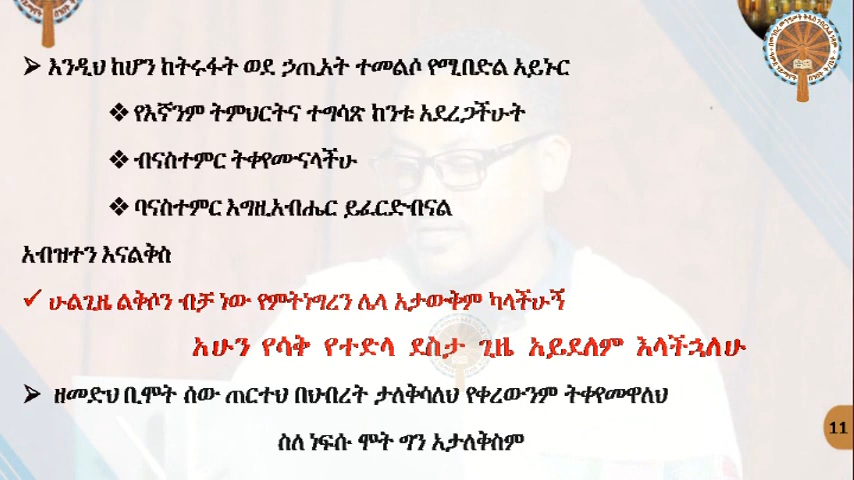 ➢ እንዲህ ከሆነ ከትሩፋት ወደ ኃጢአት ተመልሶ የሚበድል አይኑር
❖ የእኛንም ትምህርትና ተግሳጽ ከንቱ አደረጋችሁት
❖ ብናስተምር ትቀየሙናላችሁ
❖ ባናስተምር እግዚአብሔር ይፈርድብናል
አብዝተን እናልቅስ
✓ ሁልጊዜ ልቅሶን ብቻ ነው የምትነግረን ሌላ አታውቅም ካላችሁኝ
አሁን የሳቅ የተድላ ደስታ ጊዜ አይደለም እላችኋለሁ
➢ ዘመድህ ቢሞት ሰው ጠርተህ በህብረት ታለቅሳለህ የቀረውንም ትቀየመዋለህ
ስለ ነፍሱ ሞት ግን አታለቅስም
11